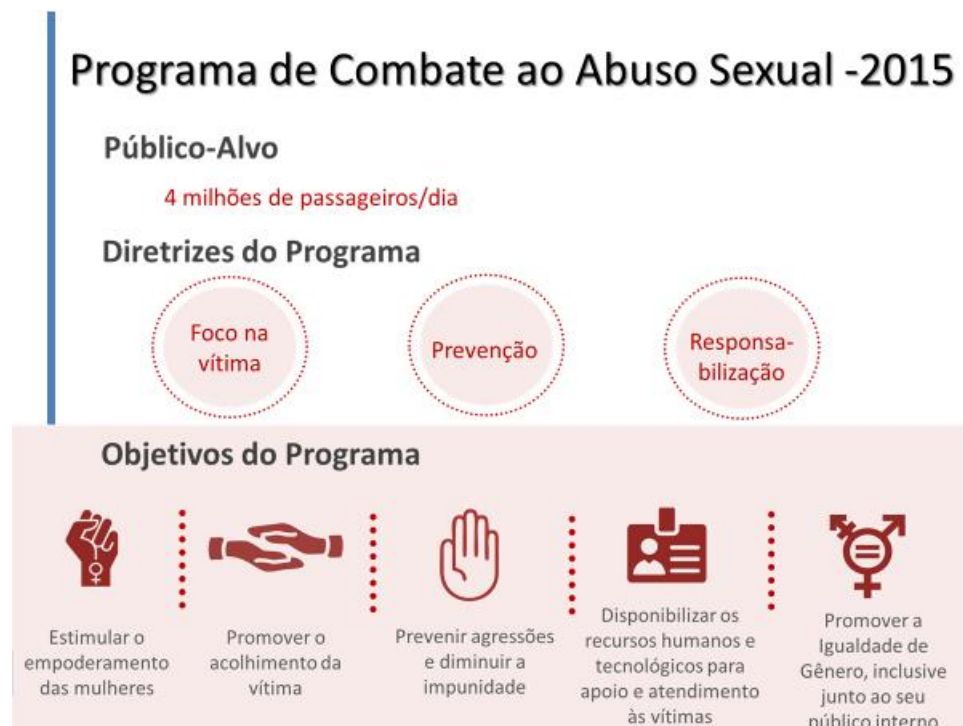 Programa de Combate ao Abuso Sexual -2015
Público-Alvo
4 milhões de passageiros/dia
Diretrizes do Programa
Foco na
vítima
Prevenção
Responsa-
bilização
Objetivos do Programa
Estimular o
empoderamento
das mulheres
Promover o
acolhimento da
vítima
Prevenir agressões
e diminuir a
impunidade
Disponibilizar os
recursos humanos e
tecnológicos para
apoio e atendimento
às vítimas
Promover a
Igualdade de
Gênero, inclusive
junto ao seu
público interno